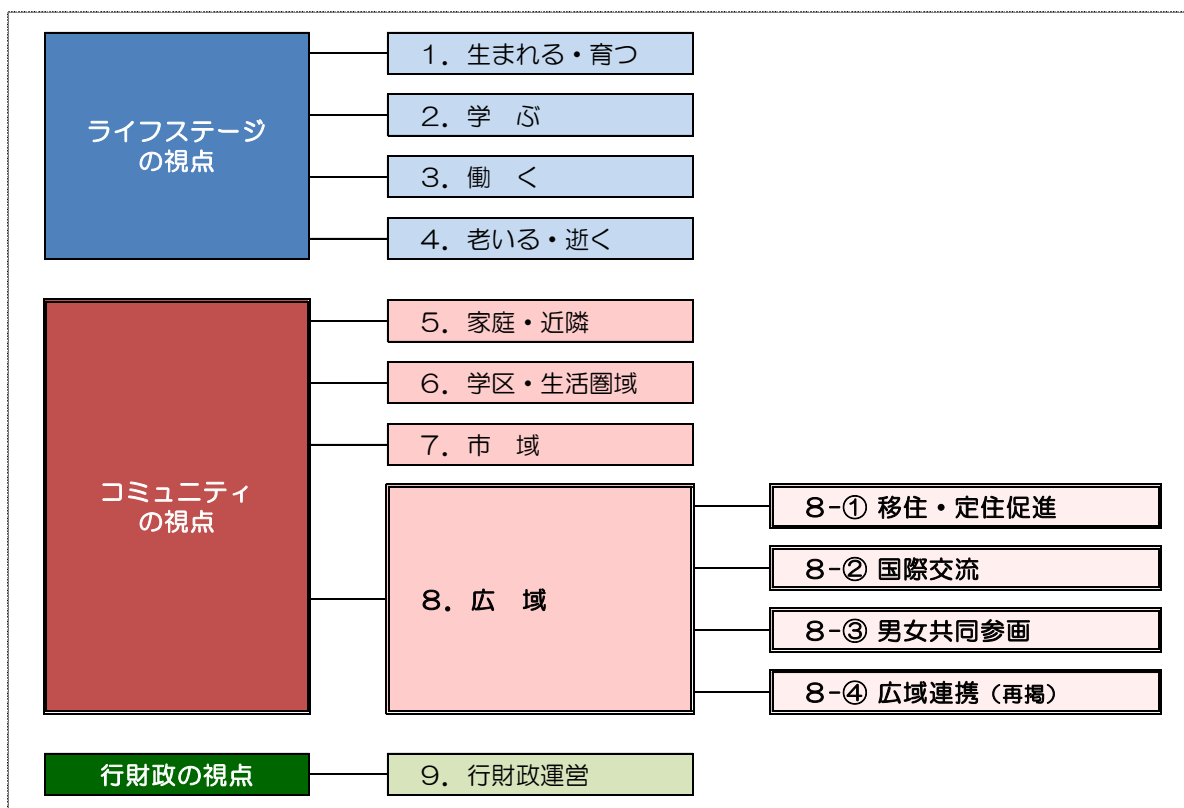 ライフステージ
の視点
１．生まれる・育つ
２．学　ぶ
３．働　く
４．老いる・逝く
コミュニティ
の視点
５．家庭・近隣
６．学区・生活圏域
７．市　域
８．広　域
８-① 移住・定住促進
８-② 国際交流
８-③ 男女共同参画
８-④ 広域連携（再掲）
行財政の視点
９．行財政運営